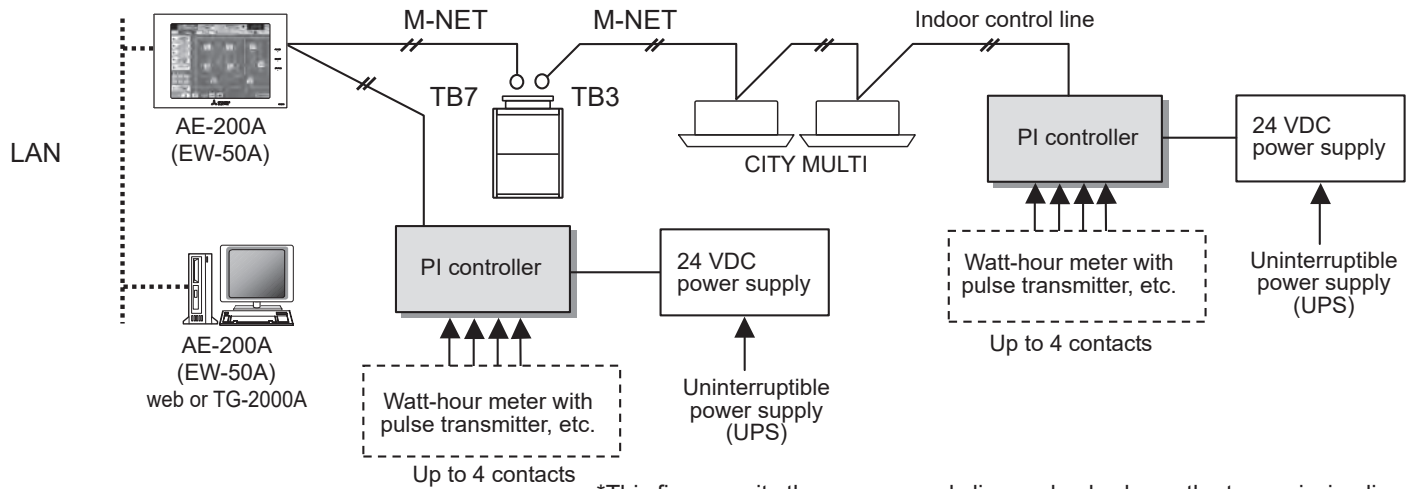 M-NET
M-NET
Indoor control line
TB7
TB3
AE-200A
(EW-50A)
LAN
CITY MULTI
PI controller
24 VDC
power supply
PI controller
24 VDC
power supply
Watt-hour meter with
pulse transmitter, etc.
Uninterruptible
power supply
(UPS)
Up to 4 contacts
AE-200A
(EW-50A)
web or TG-2000A
Watt-hour meter with
pulse transmitter, etc.
Uninterruptible
power supply
(UPS)
Up to 4 contacts